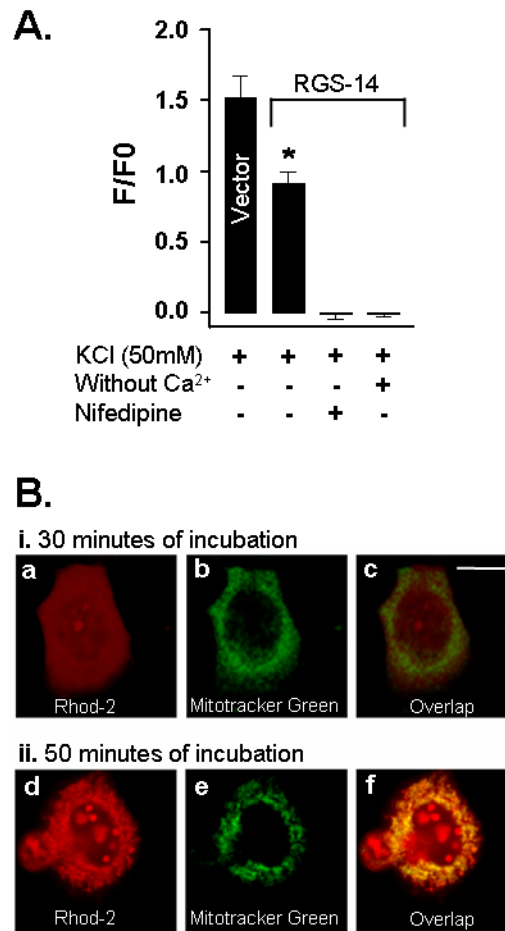 A.
2.0
1.5
1.0
0.5
0.0
F/F0
RGS-14
*
Vector
KCl (50mM) + + + +
Without Ca²⁺ - - - +
Nifedipine - - + -
B.
i. 30 minutes of incubation
a b c
Rhod-2 Mitotracker Green Overlap
ii. 50 minutes of incubation
d e f
Rhod-2 Mitotracker Green Overlap